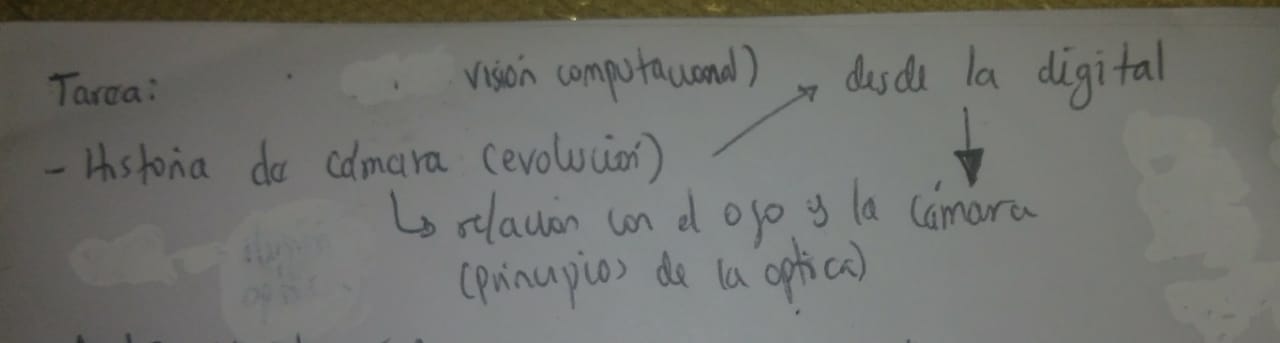 Tarea:
visión computacional)
desde la digital
- Historia de cámara (evolución)
relación con el ojo y la cámara
(principios de la optica)